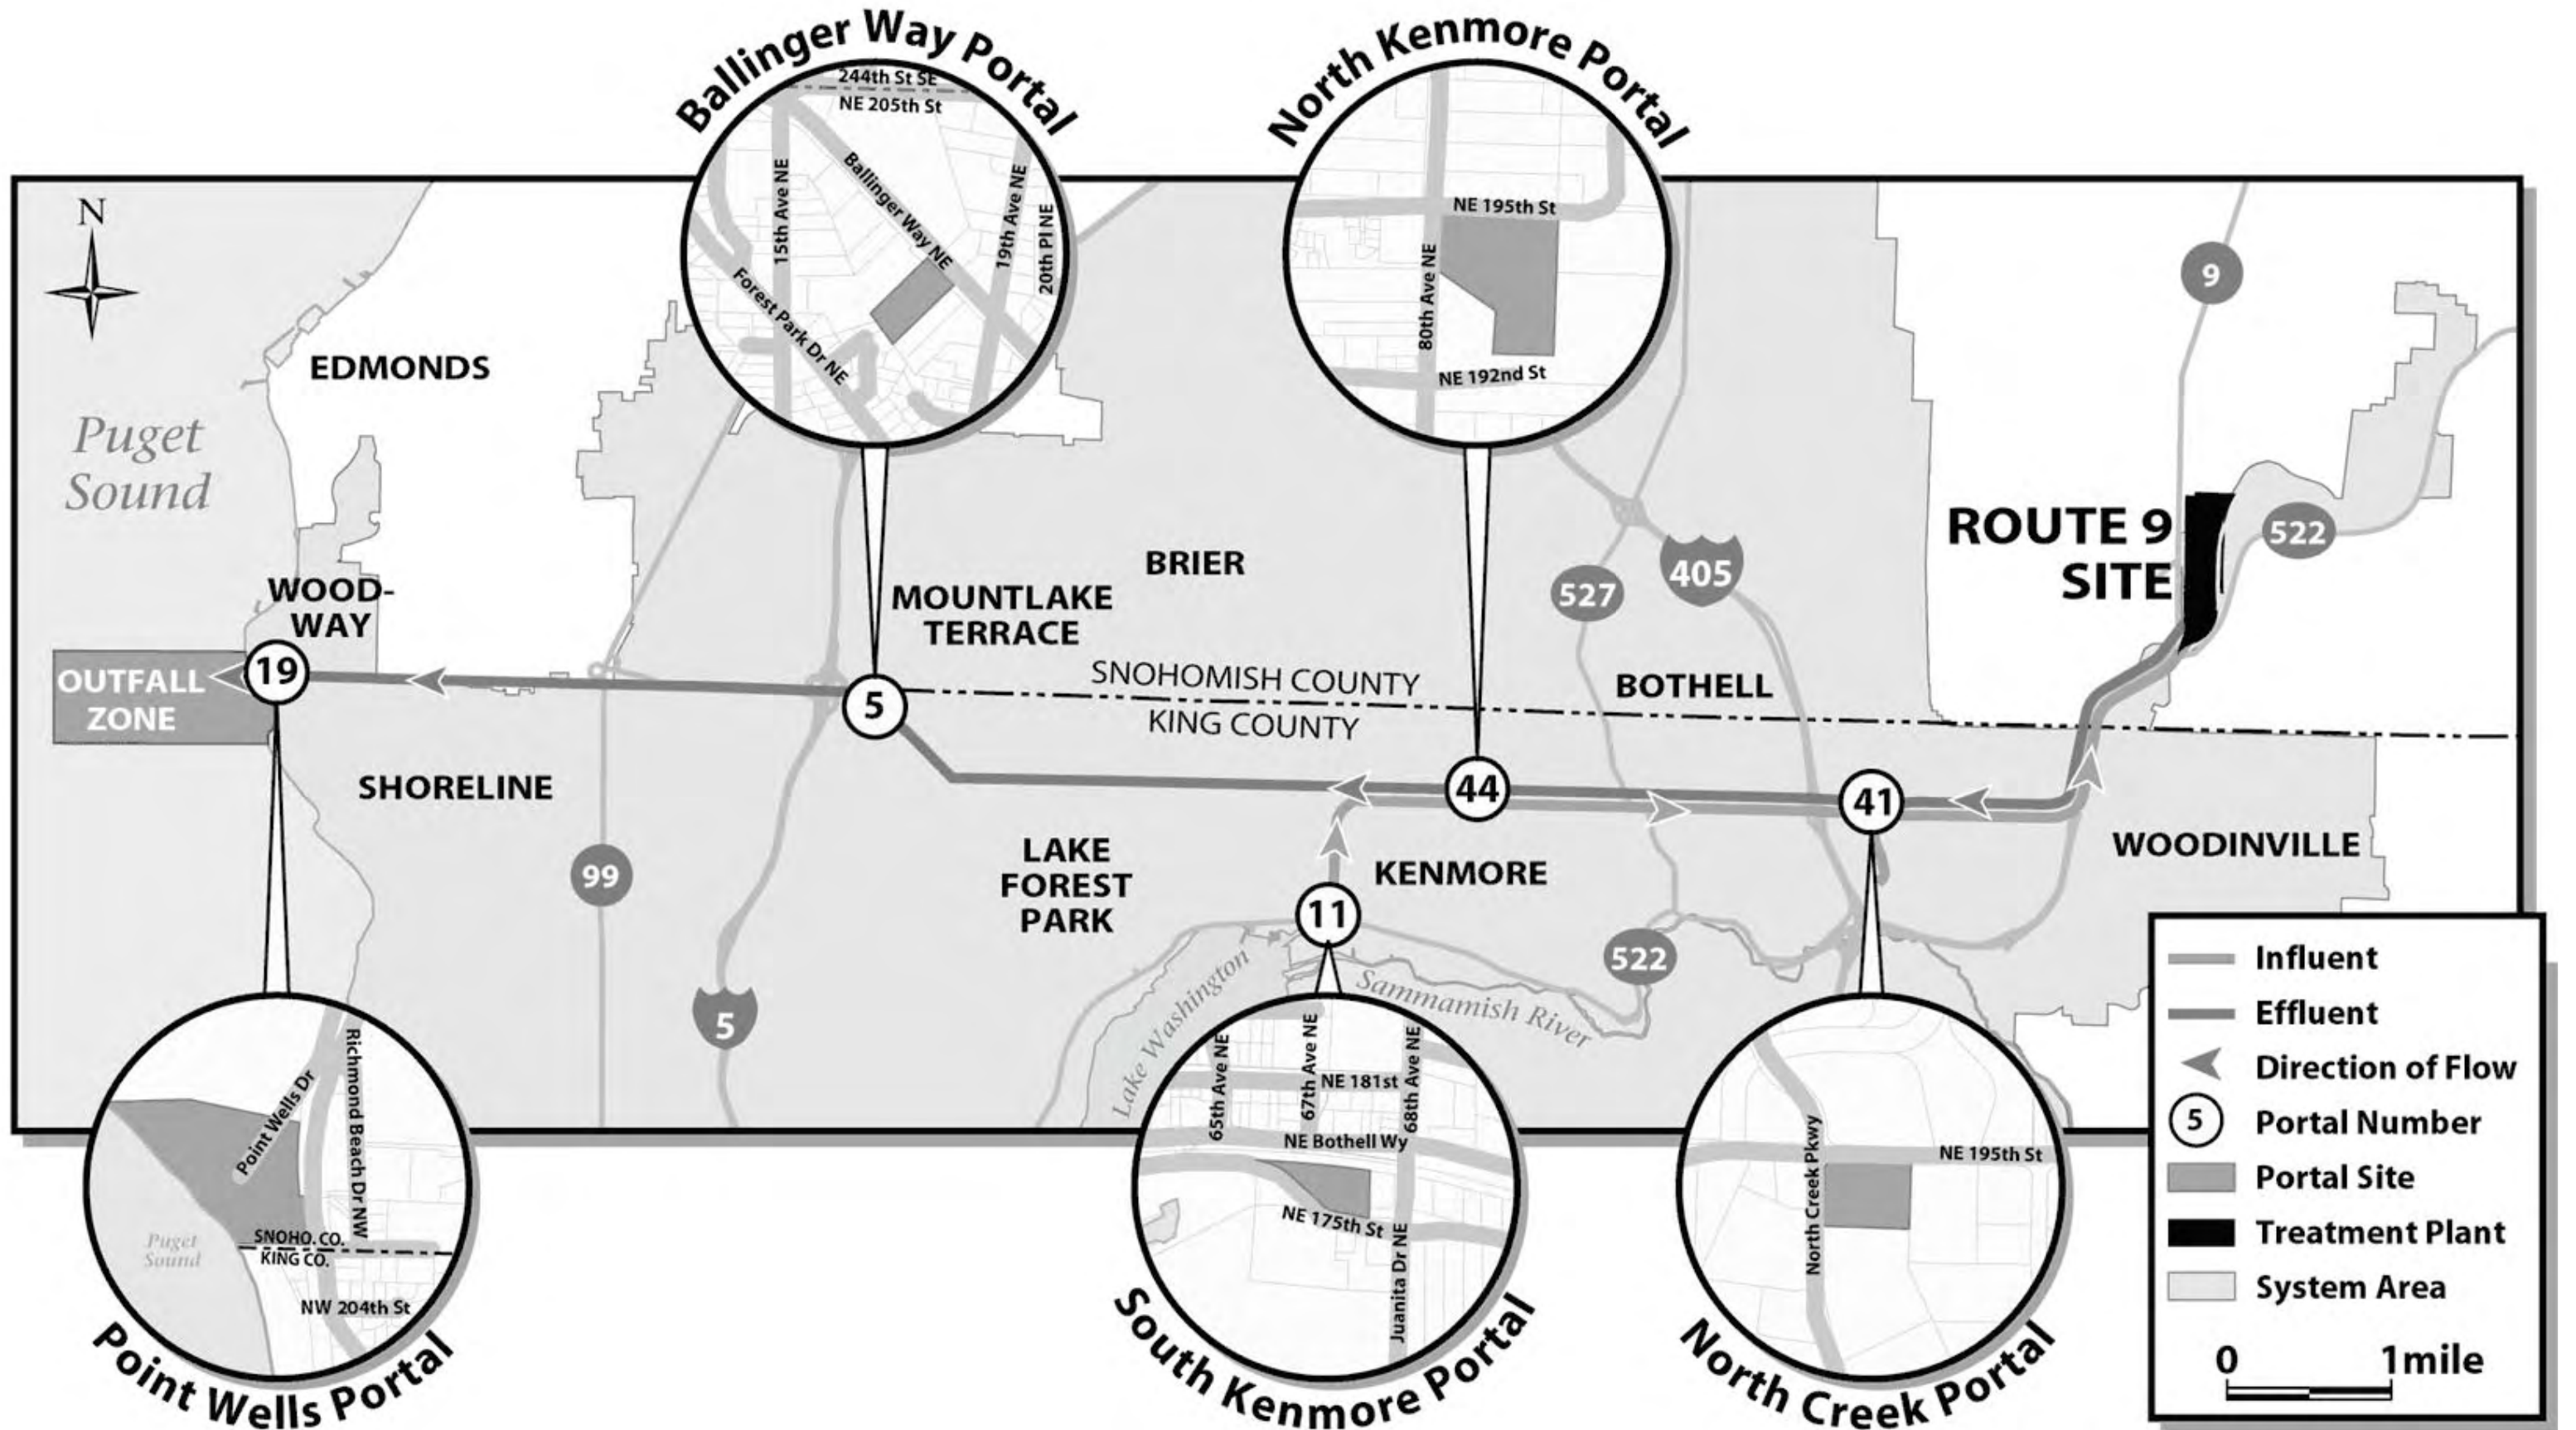 Ballinger Way Portal
244th St SE
NE 205th St
15th Ave NE
Ballinger Way NE
19th Ave NE
20th Pl NE
Forest Park Dr NE
North Kenmore Portal
NE 195th St
80th Ave NE
NE 192nd St
N
EDMONDS
Puget
Sound
9
ROUTE 9
SITE
522
WOOD-
WAY
BRIER
MOUNTLAKE
TERRACE
527
405
BOTHELL
SNOHOMISH COUNTY
KING COUNTY
OUTFALL
ZONE
19
5
44
41
SHORELINE
99
5
LAKE
FOREST
PARK
KENMORE
11
522
WOODINVILLE
Lake Washington
Sammamish River
Point Wells Dr
Richmond Beach Dr NW
Puget
Sound
SNOHO. CO.
KING CO.
NW 204th St
Point Wells Portal
65th Ave NE
67th Ave NE
68th Ave NE
NE 181st
NE Bothell Wy
NE 175th St
Juanita Dr NE
South Kenmore Portal
North Creek Pkwy
NE 195th St
North Creek Portal
Influent
Effluent
Direction of Flow
5 Portal Number
Portal Site
Treatment Plant
System Area
0 1 mile